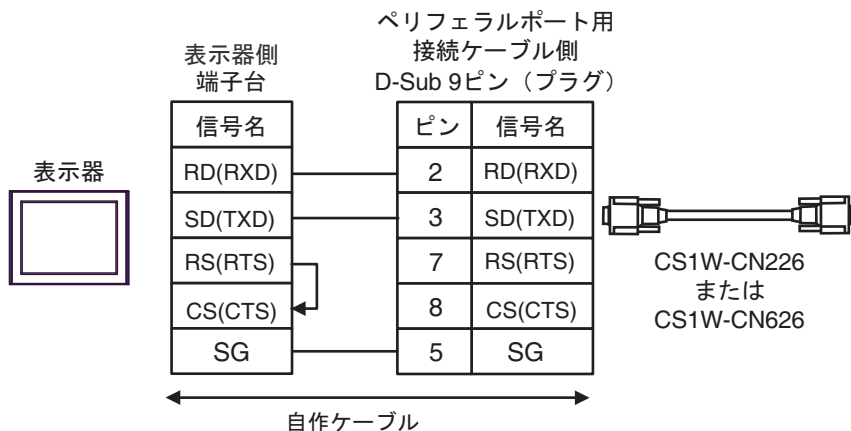 ペリフェラルポート用
接続ケーブル側
D-Sub 9ピン（プラグ）
表示器側
端子台
信号名
ピン 信号名
表示器
RD(RXD) 2 RD(RXD)
SD(TXD) 3 SD(TXD)
RS(RTS) 7 RS(RTS)
CS(CTS) 8 CS(CTS)
SG 5 SG
CS1W-CN226
または
CS1W-CN626
自作ケーブル